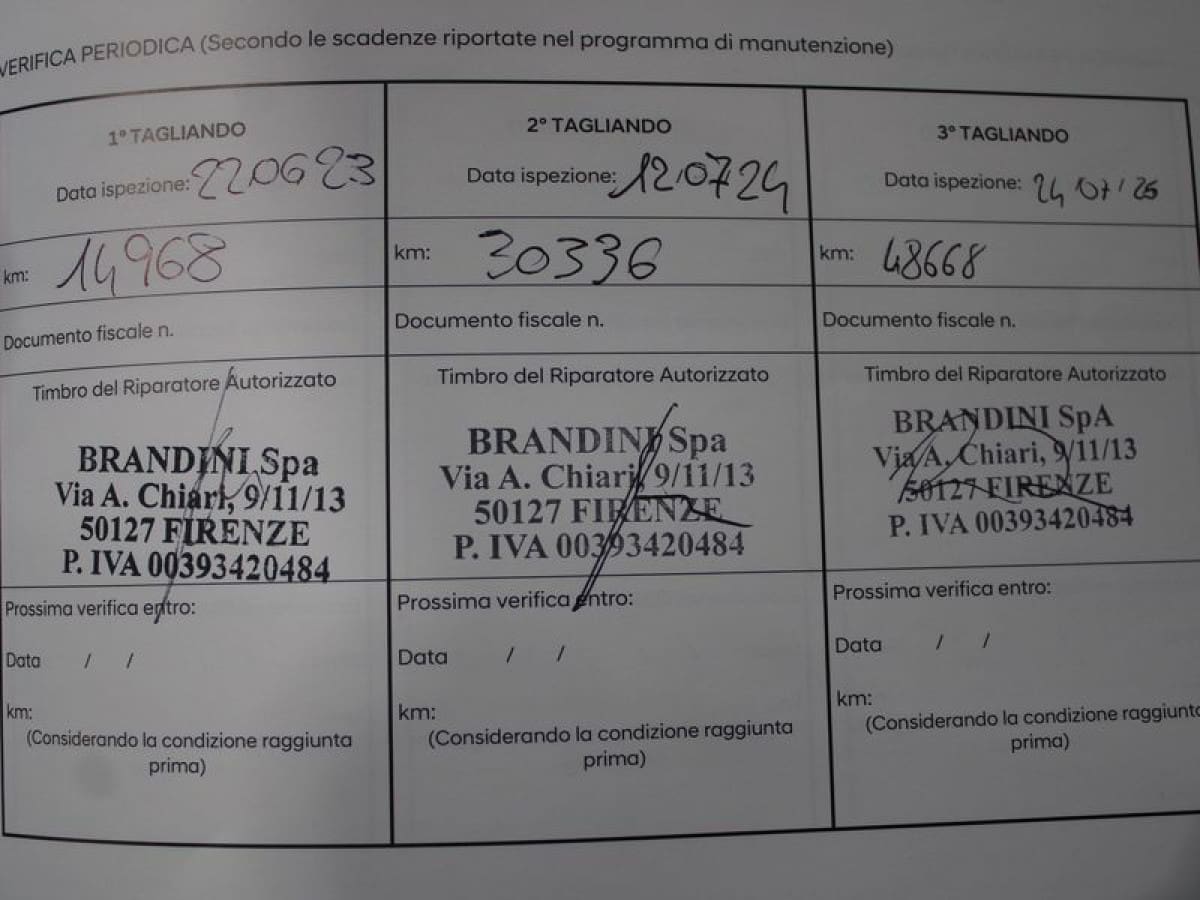 VERIFICA PERIODICA (Secondo le scadenze riportate nel programma di manutenzione)
1° TAGLIANDO
Data ispezione: 22.06 23
km: 14968
Documento fiscale n.
Timbro del Riparatore Autorizzato
BRANDINI Spa
Via A. Chiari, 9/11/13
50127 FIRENZE
P. IVA 00393420484
Prossima verifica entro:
Data / /
km:
(Considerando la condizione raggiunta
prima)
2° TAGLIANDO
Data ispezione: 12.07 24
km: 30336
Documento fiscale n.
Timbro del Riparatore Autorizzato
BRANDINI Spa
Via A. Chiari, 9/11/13
50127 FIRENZE
P. IVA 00393420484
Prossima verifica entro:
Data / /
km:
(Considerando la condizione raggiunta
prima)
3° TAGLIANDO
Data ispezione: 24/07/25
km: 48668
Documento fiscale n.
Timbro del Riparatore Autorizzato
BRANDINI SpA
Via A. Chiari, 9/11/13
50127 FIRENZE
P. IVA 00393420484
Prossima verifica entro:
Data / /
km:
(Considerando la condizione raggiunta
prima)